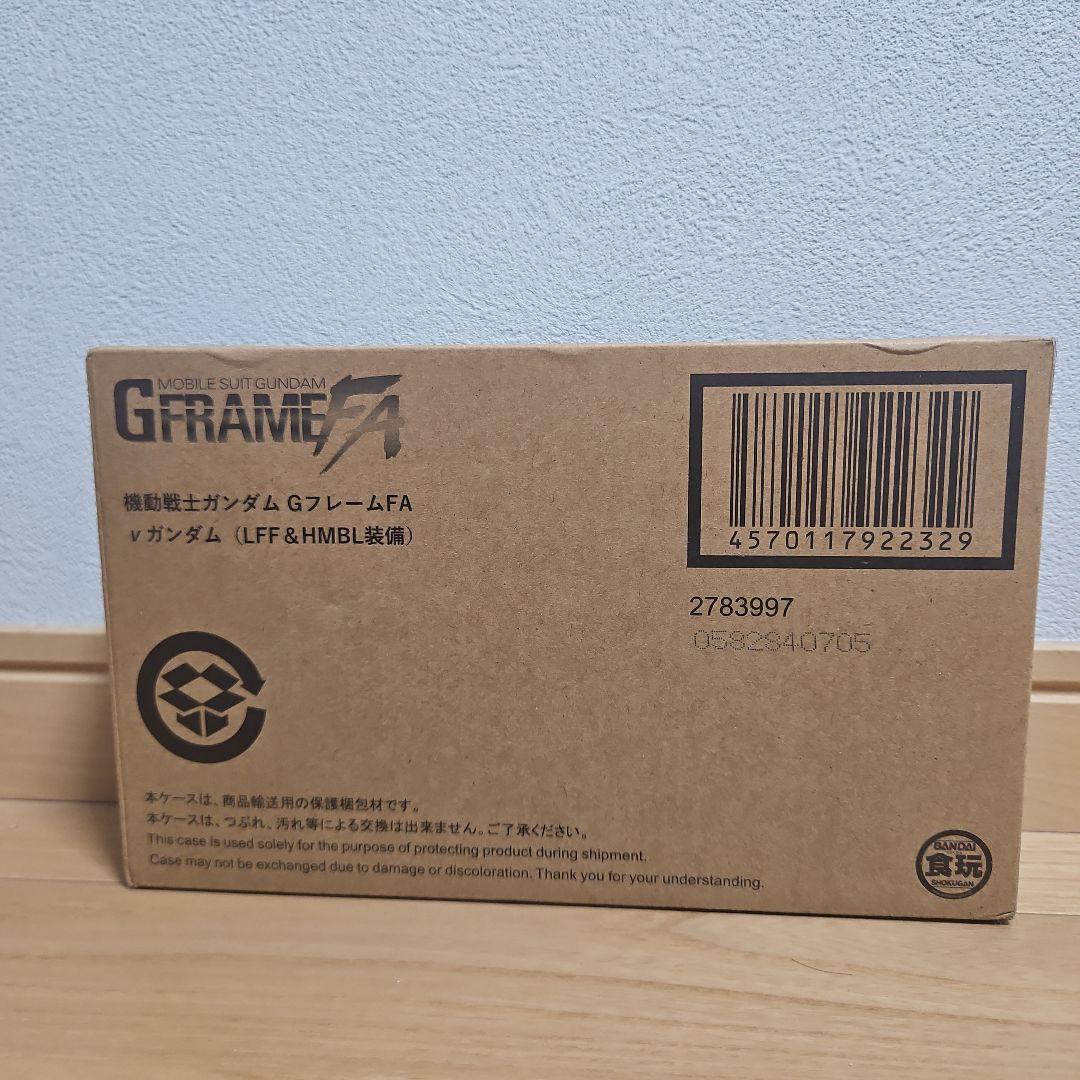 MOBILE SUIT GUNDAM
GFRAMEFA
機動戦士ガンダム GフレームFA
νガンダム（LFF＆HMBL装備）
4570117922329
2783997
0582840705
本ケースは、商品輸送用の保護梱包材です。
本ケースは、つぶれ、汚れ等による交換は出来ません。ご了承ください。
This case is used solely for the purpose of protecting product during shipment.
Case may not be exchanged due to damage or discoloration. Thank you for your understanding.
BANDAI
食玩
SHOKUGAN